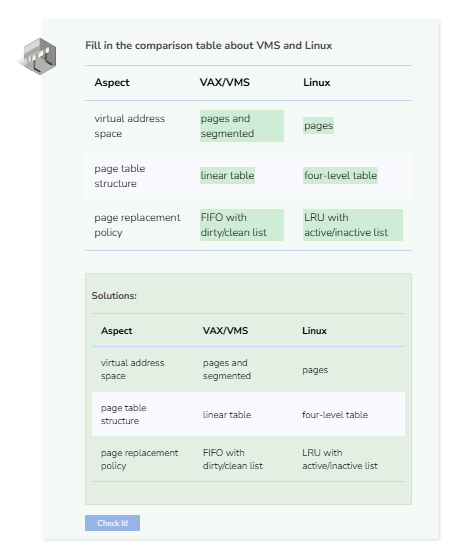 Fill in the comparison table about VMS and Linux
Aspect VAX/VMS Linux
virtual address space pages and segmented pages
page table structure linear table four-level table
page replacement policy FIFO with dirty/clean list LRU with active/inactive list
Solutions:
Aspect VAX/VMS Linux
virtual address space pages and segmented pages
page table structure linear table four-level table
page replacement policy FIFO with dirty/clean list LRU with active/inactive list
Check It!